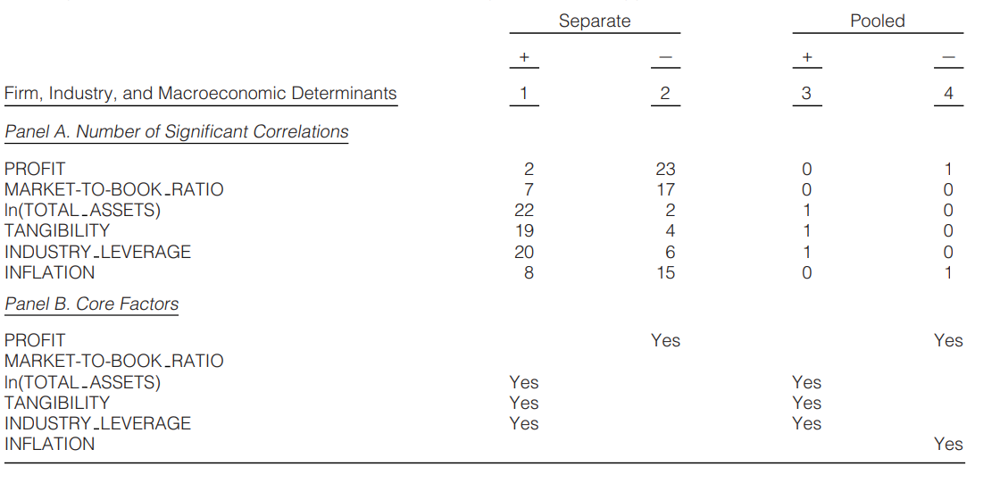 Separate Pooled
+ − + −
Firm, Industry, and Macroeconomic Determinants 1 2 3 4
Panel A. Number of Significant Correlations
PROFIT 2 23 0 1
MARKET-TO-BOOK_RATIO 7 17 0 0
ln(TOTAL_ASSETS) 22 2 1 0
TANGIBILITY 19 4 1 0
INDUSTRY_LEVERAGE 20 6 1 0
INFLATION 8 15 0 1
Panel B. Core Factors
PROFIT Yes Yes
MARKET-TO-BOOK_RATIO
ln(TOTAL_ASSETS) Yes Yes
TANGIBILITY Yes Yes
INDUSTRY_LEVERAGE Yes Yes
INFLATION Yes